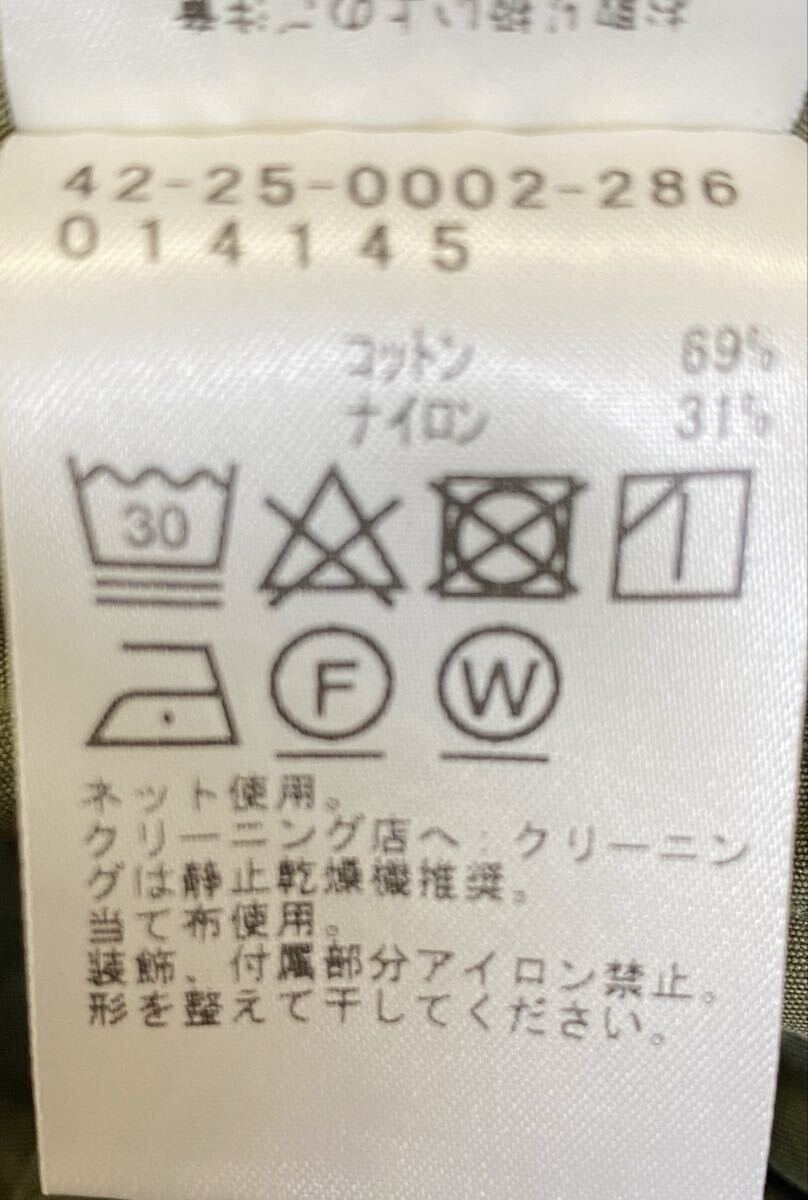 42-25-0002-286
014145
コットン 69%
ナイロン 31%
30
F W
ネット使用。
クリーニング店へ:クリーニン
グは静止乾燥機推奨。
当て布使用。
装飾、付属部分アイロン禁止。
形を整えて干してください。